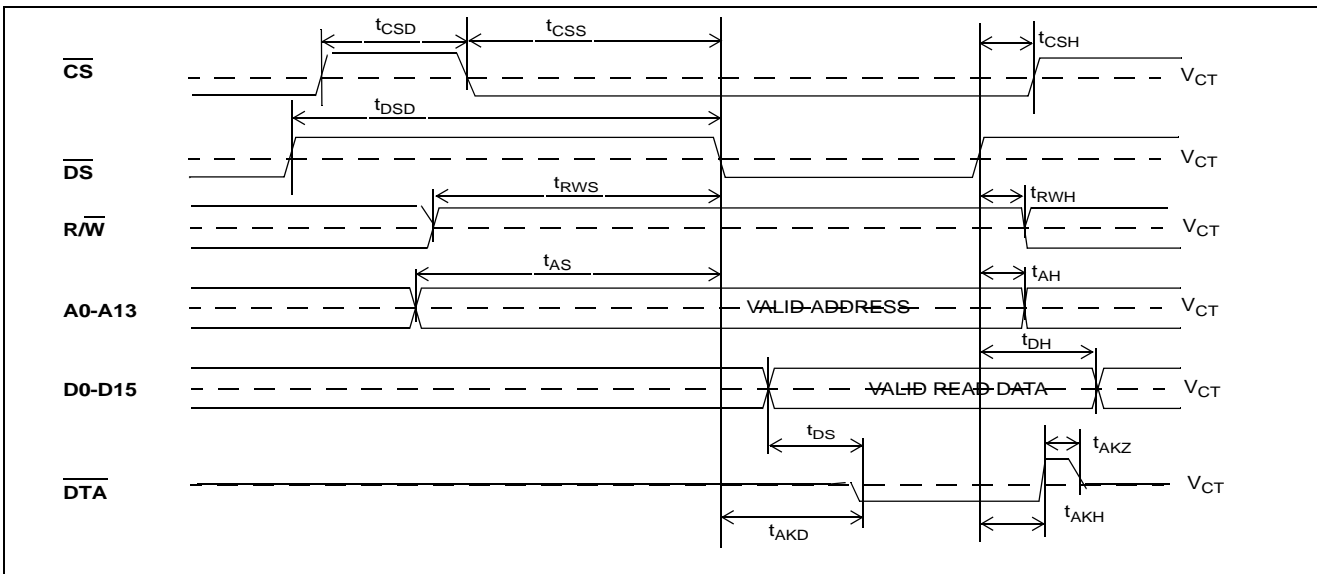 tCSD
tCSS
tCSH
CS
VCT
tDSD
DS
VCT
tRWS
tRWH
R/W
VCT
tAS
tAH
A0-A13
VALID ADDRESS
VCT
tDH
D0-D15
VALID READ DATA
VCT
tDS
tAKZ
DTA
VCT
tAKD
tAKH